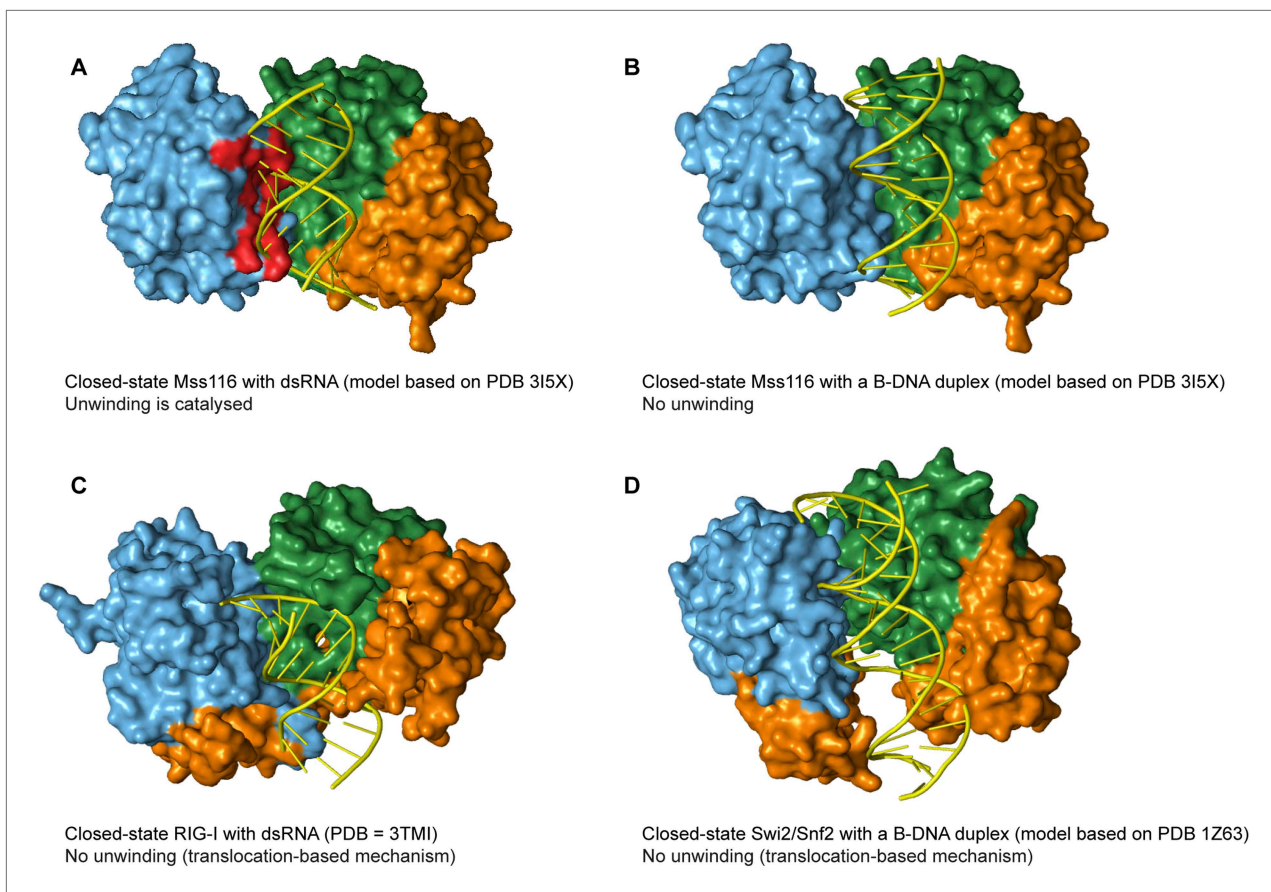 A
B
Closed-state Mss116 with dsRNA (model based on PDB 3I5X)
Unwinding is catalysed
Closed-state Mss116 with a B-DNA duplex (model based on PDB 3I5X)
No unwinding
C
D
Closed-state RIG-I with dsRNA (PDB = 3TMI)
No unwinding (translocation-based mechanism)
Closed-state Swi2/Snf2 with a B-DNA duplex (model based on PDB 1Z63)
No unwinding (translocation-based mechanism)